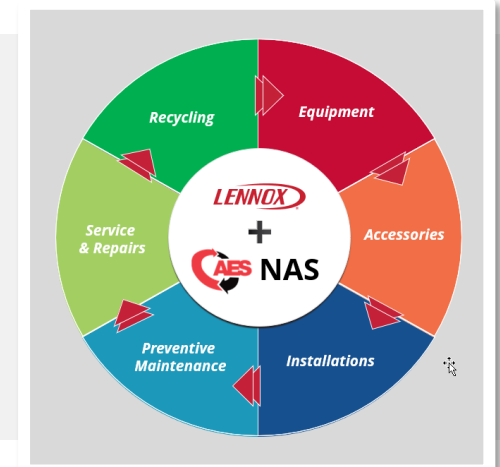 Recycling
Equipment
Accessories
Installations
Preventive
Maintenance
Service
& Repairs
LENNOX
+
AES NAS